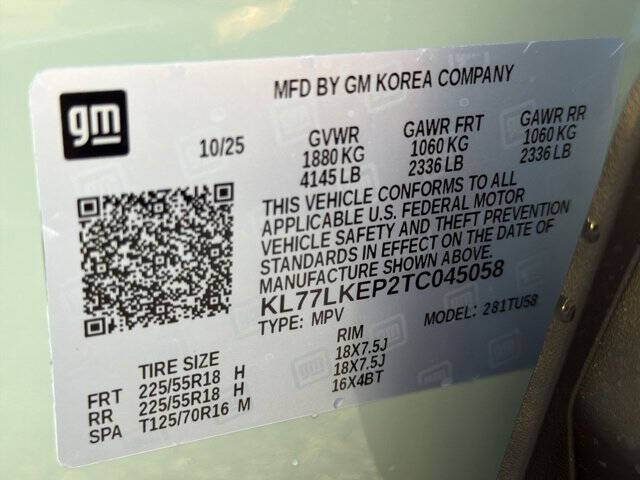 MFD BY GM KOREA COMPANY
gm
10/25
GVWR GAWR FRT GAWR RR
1880 KG 1060 KG 1060 KG
4145 LB 2336 LB 2336 LB
THIS VEHICLE CONFORMS TO ALL
APPLICABLE U.S. FEDERAL MOTOR
VEHICLE SAFETY AND THEFT PREVENTION
STANDARDS IN EFFECT ON THE DATE OF
MANUFACTURE SHOWN ABOVE.
KL77LKEP2TC045058
TYPE: MPV MODEL: 281TU58
TIRE SIZE RIM
FRT 225/55R18 H 18X7.5J
RR 225/55R18 H 18X7.5J
SPA T125/70R16 M 16X4BT